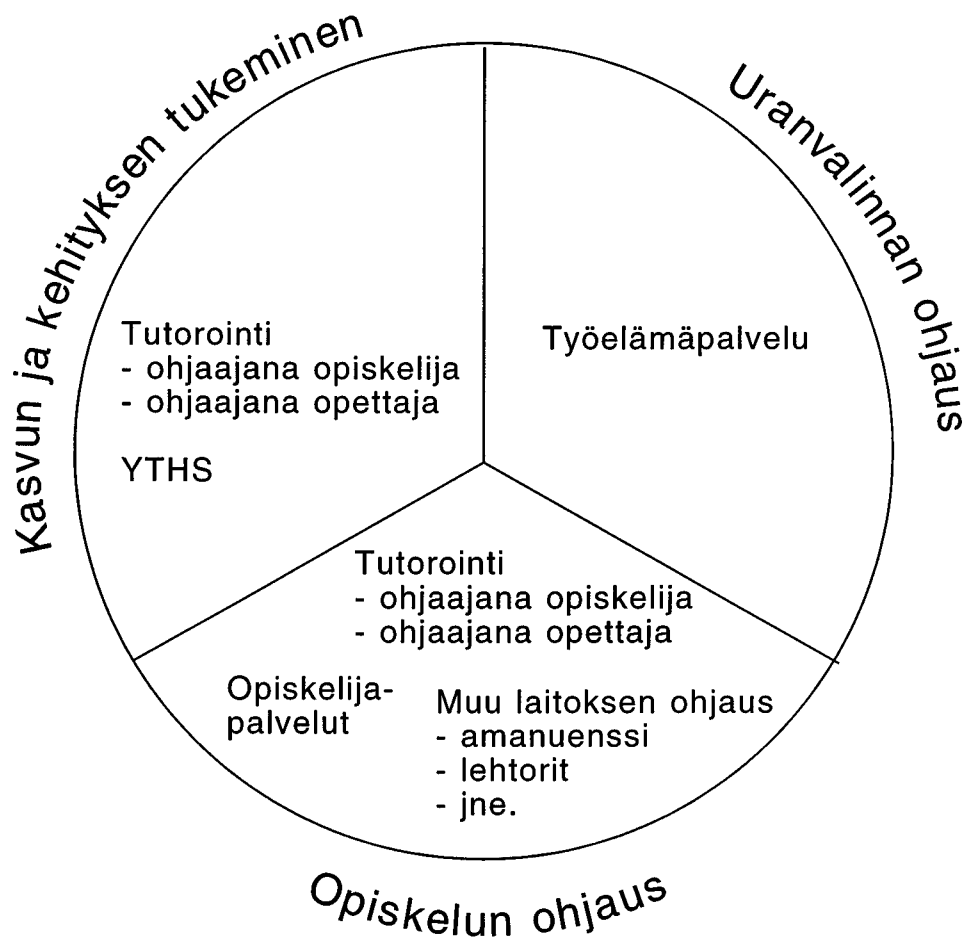 Kasvun ja kehityksen tukeminen
Uranvalinnan ohjaus
Tutorointi
- ohjaajana opiskelija
- ohjaajana opettaja
YTHS
Työelämäpalvelu
Tutorointi
- ohjaajana opiskelija
- ohjaajana opettaja
Opiskelija-
palvelut
Muu laitoksen ohjaus
- amanuenssi
- lehtorit
- jne.
Opiskelun ohjaus